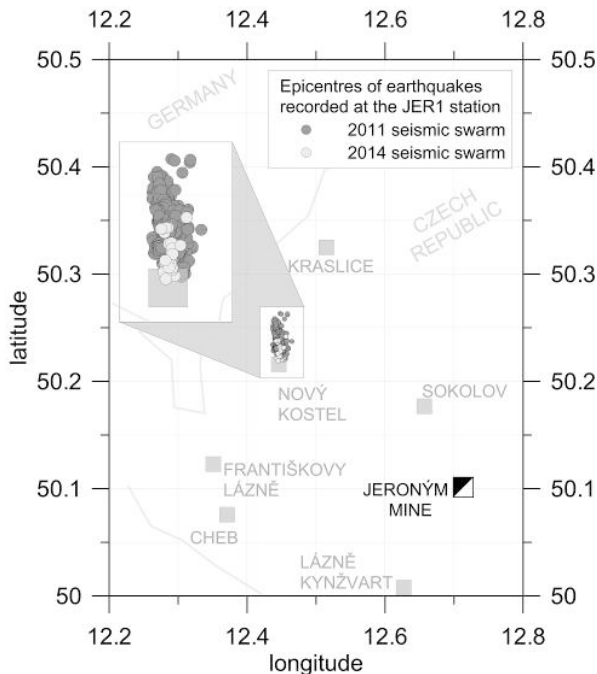 12.2 12.4 12.6 12.8
50.5 50.5
Epicentres of earthquakes
recorded at the JER1 station
2011 seismic swarm
2014 seismic swarm
GERMANY
50.4 50.4
CZECH
REPUBLIC
50.3 50.3
KRASLICE
latitude
latitude
50.2 50.2
NOVÝ
KOSTEL
SOKOLOV
50.1 50.1
FRANTIŠKOVY
LÁZNĚ
JERONÝM
MINE
CHEB
LÁZNĚ
KYNŽVART
50 50
12.2 12.4 12.6 12.8
longitude